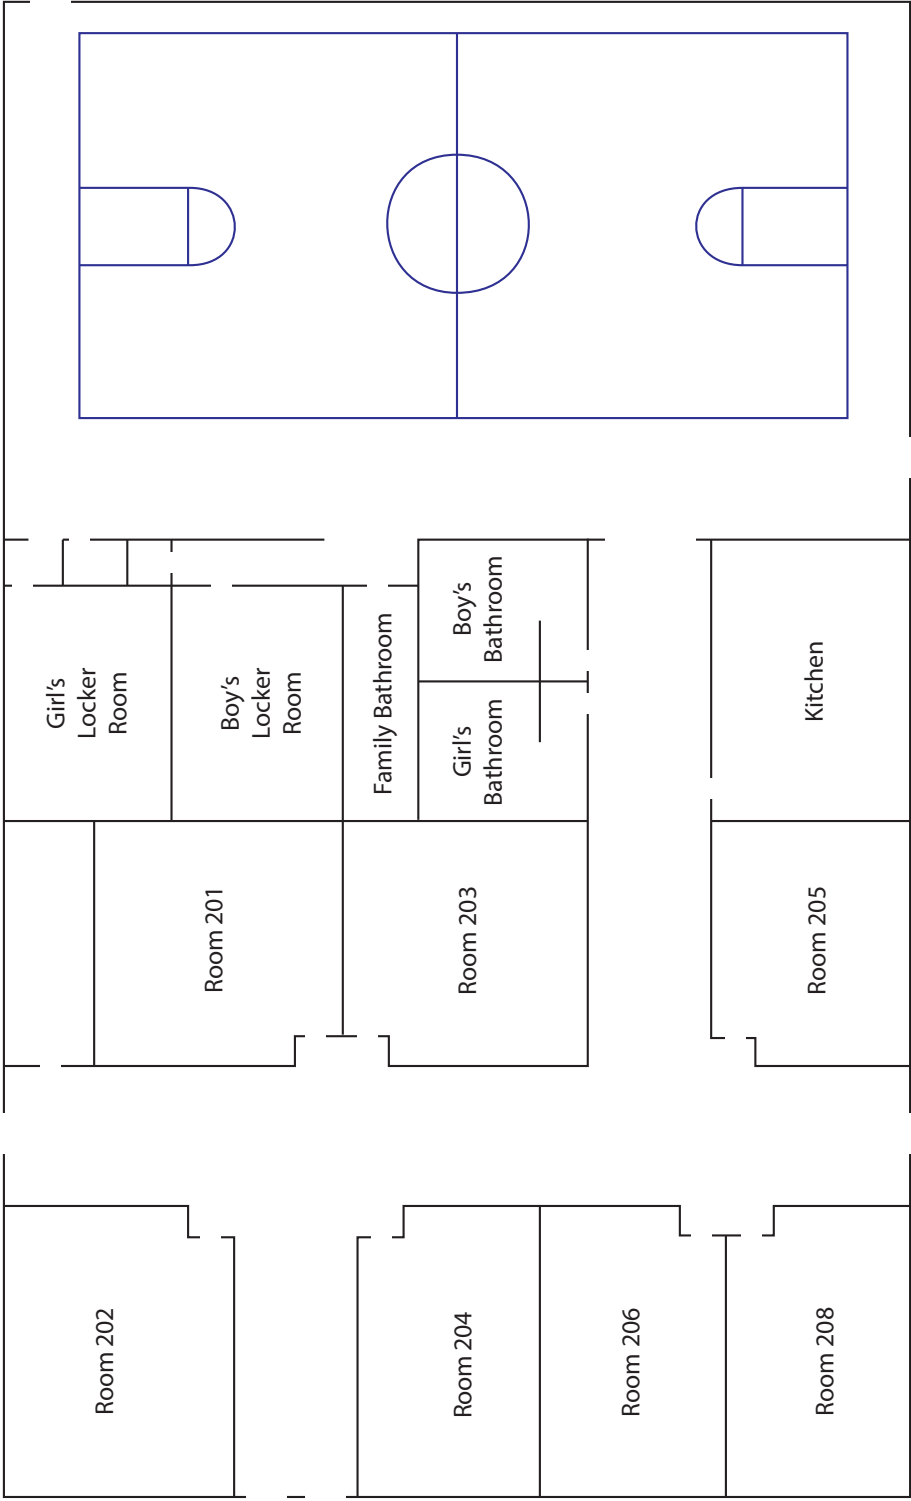 Girl's
Locker
Room
Boy's
Locker
Room
Family Bathroom
Boy's
Bathroom
Girl's
Bathroom
Kitchen
Room 201
Room 203
Room 205
Room 202
Room 204
Room 206
Room 208